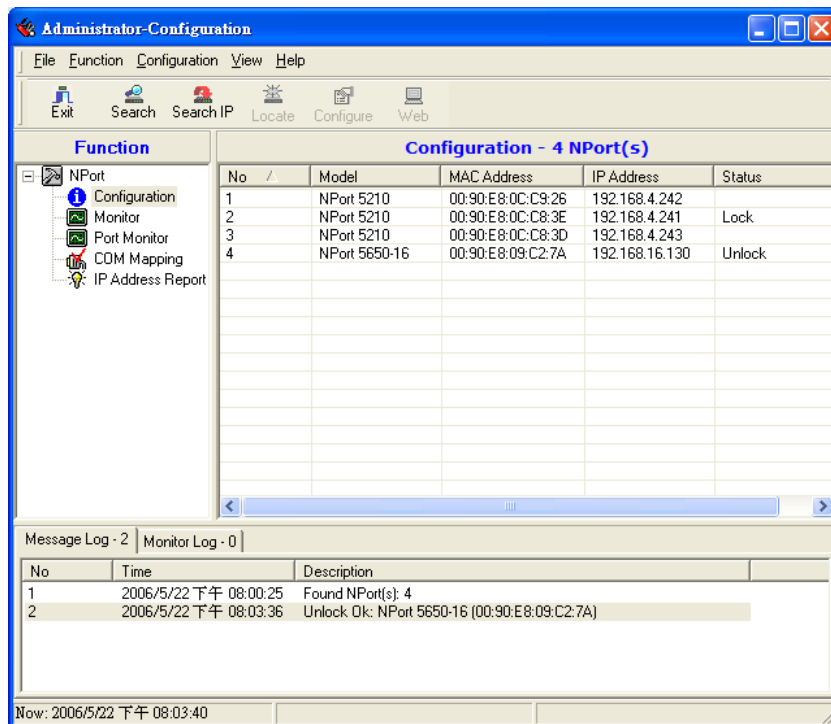 Administrator-Configuration
File Function Configuration View Help
Exit Search Search IP Locate Configure Web
Function
Configuration - 4 NPort(s)
NPort
Configuration
Monitor
Port Monitor
COM Mapping
IP Address Report
No Model MAC Address IP Address Status
1 NPort 5210 00:90:E8:0C:C9:26 192.168.4.242
2 NPort 5210 00:90:E8:0C:C8:3E 192.168.4.241 Lock
3 NPort 5210 00:90:E8:0C:C8:3D 192.168.4.243
4 NPort 5650-16 00:90:E8:09:C2:7A 192.168.16.130 Unlock
Message Log - 2 Monitor Log - 0
No Time Description
1 2006/5/22 下午 08:00:25 Found NPort(s): 4
2 2006/5/22 下午 08:03:36 Unlock Ok: NPort 5650-16 (00:90:E8:09:C2:7A)
Now: 2006/5/22 下午 08:03:40